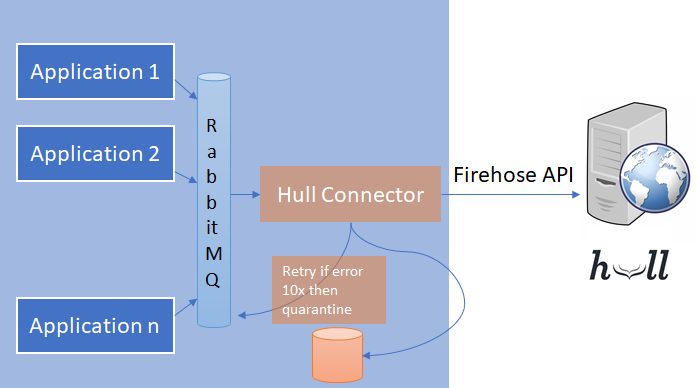 Application 1
Application 2
Application n
R
a
b
b
it
M
Q
Hull Connector
Retry if error
10x then
quarantine
Firehose API
hull